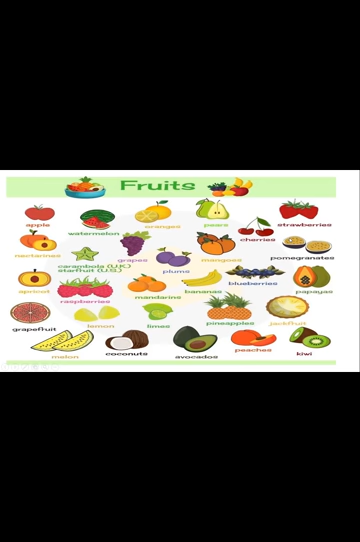 Fruits
apple
watermelon
oranges
pears
cherries
strawberries
nectarines
carambola (U.K.)
starfruit (U.S.)
grapes
plums
mangoes
pomegranates
apricot
raspberries
mandarins
bananas
blueberries
papayas
grapefruit
lemon
limes
pineapples
jackfruit
melon
coconuts
avocados
peaches
kiwi